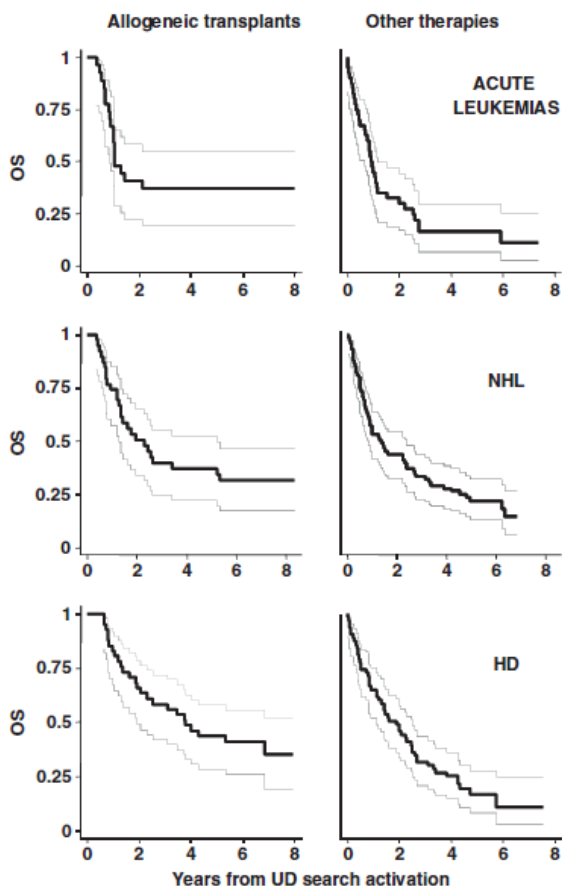 Allogeneic transplants Other therapies
1
0.75
0.5
0.25
0
OS
0 2 4 6 8
ACUTE
LEUKEMIAS
0 2 4 6 8
1
0.75
0.5
0.25
0
OS
0 2 4 6 8
NHL
0 2 4 6 8
1
0.75
0.5
0.25
0
OS
0 2 4 6 8
HD
0 2 4 6 8
Years from UD search activation